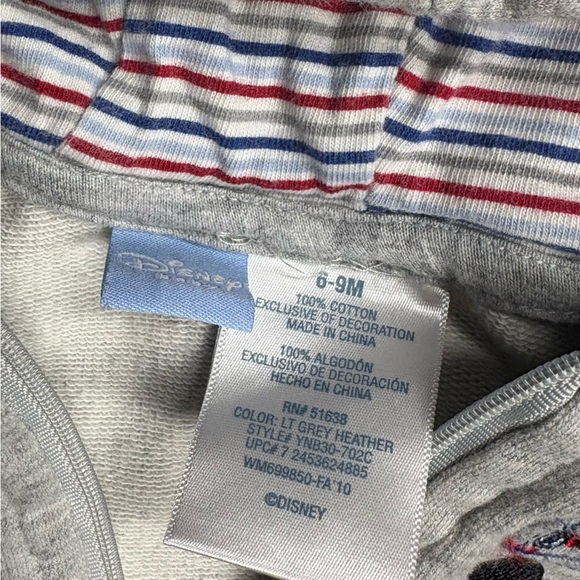 Disney
6-9M
100% COTTON
EXCLUSIVE OF DECORATION
MADE IN CHINA
100% ALGODÓN
EXCLUSIVO DE DECORACIÓN
HECHO EN CHINA
RN# 51638
COLOR: LT GREY HEATHER
STYLE# YNB30-702C
UPC# 7 2453624885
WM699850-FA'10
©DISNEY